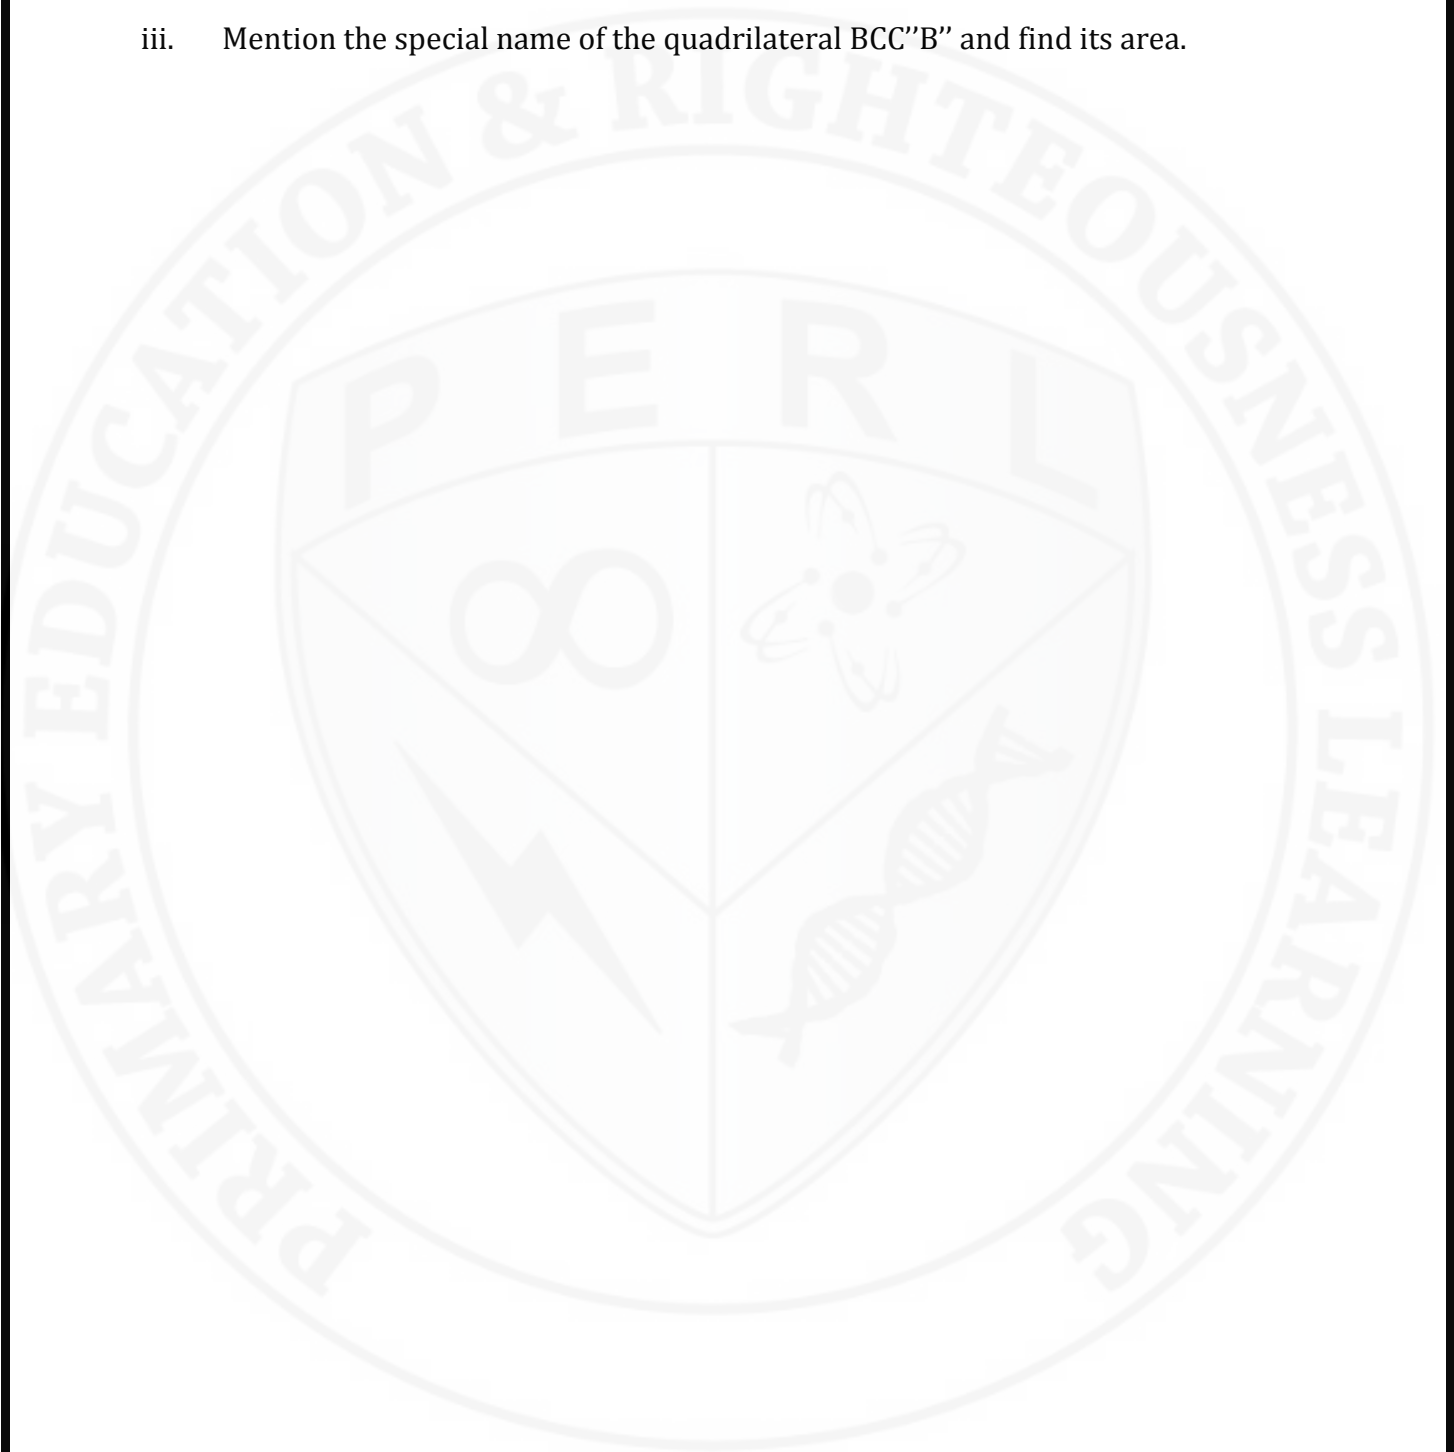 iii. Mention the special name of the quadrilateral BCC’’B’’ and find its area.
PRIMARY EDUCATION & RIGHTEOUSNESS LEARNING
P E R L